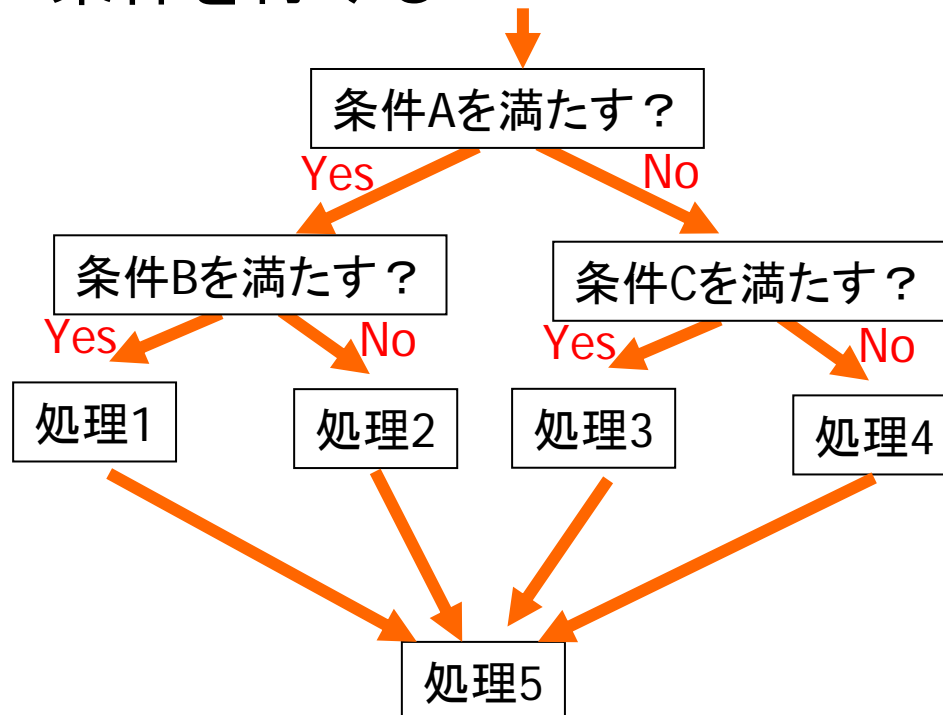 条件Aを満たす？
Yes
No
条件Bを満たす？
条件Cを満たす？
Yes
No
Yes
No
処理1
処理2
処理3
処理4
処理5